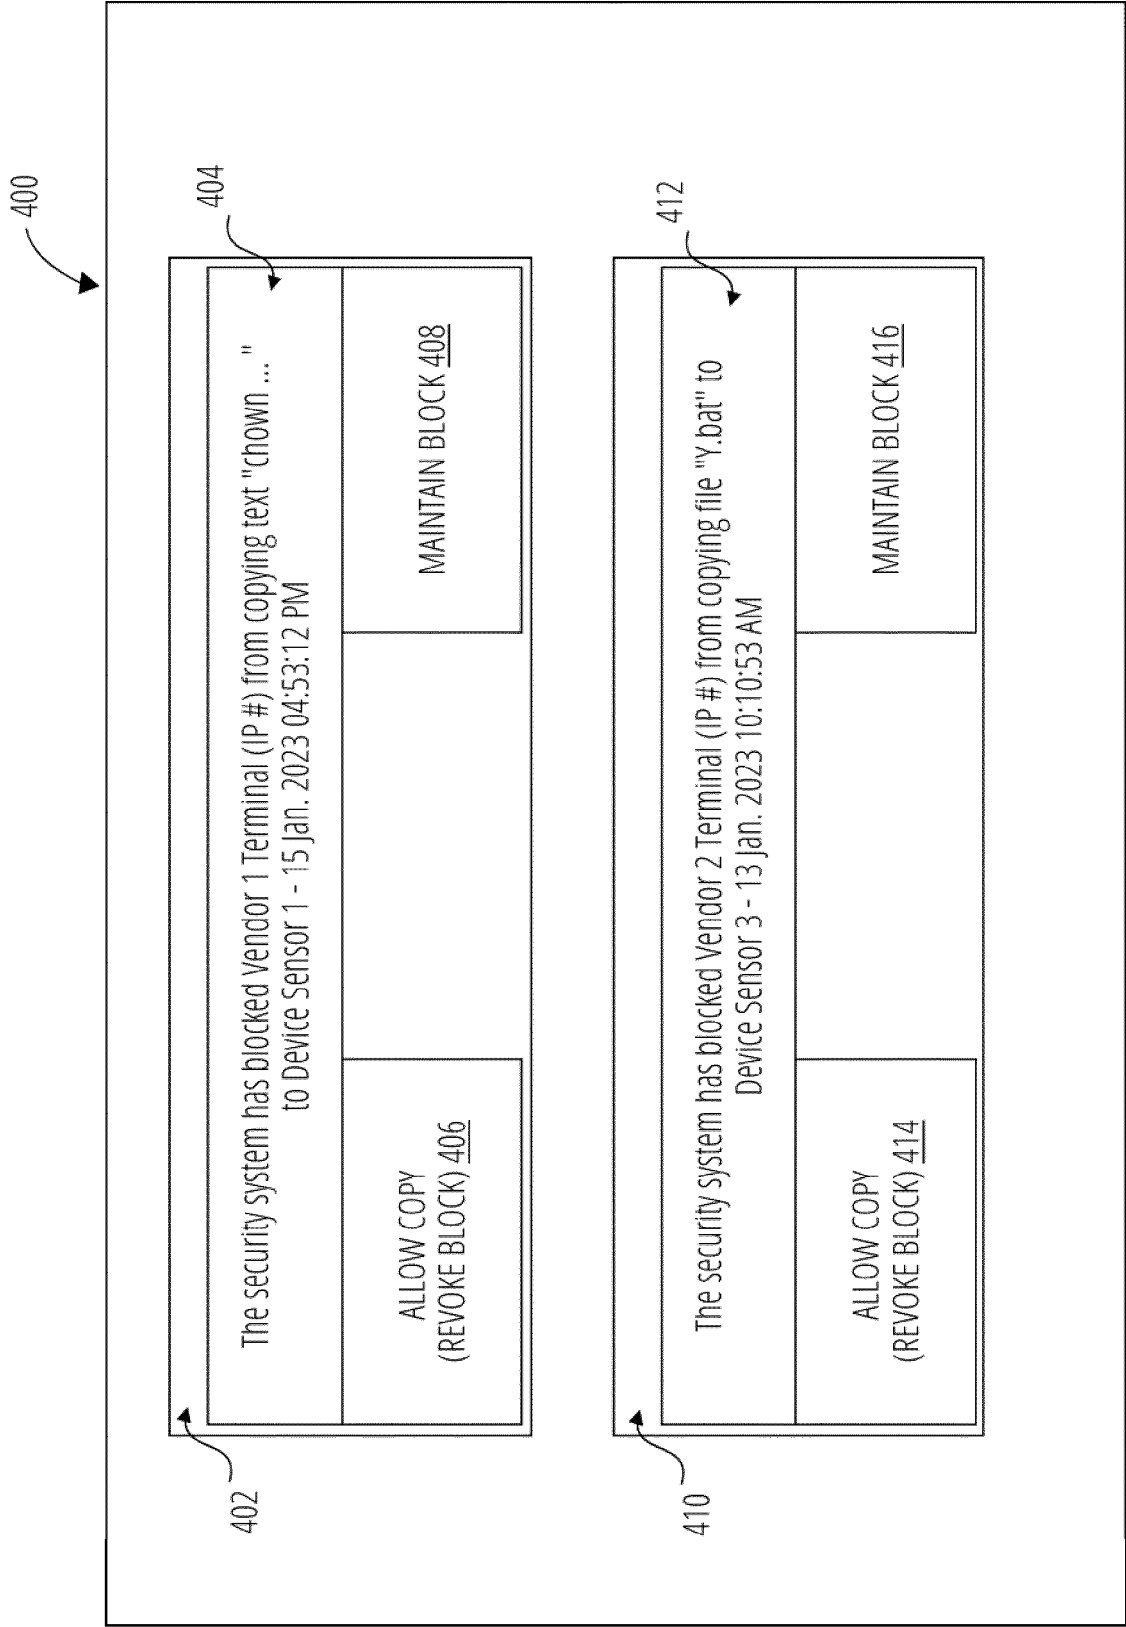 400
402
404
The security system has blocked Vendor 1 Terminal (IP #) from copying text "chown ... "
to Device Sensor 1 - 15 Jan. 2023 04:53:12 PM
ALLOW COPY
(REVOKE BLOCK) 406
MAINTAIN BLOCK 408
410
412
The security system has blocked Vendor 2 Terminal (IP #) from copying file "Y.bat" to
Device Sensor 3 - 13 Jan. 2023 10:10:53 AM
ALLOW COPY
(REVOKE BLOCK) 414
MAINTAIN BLOCK 416